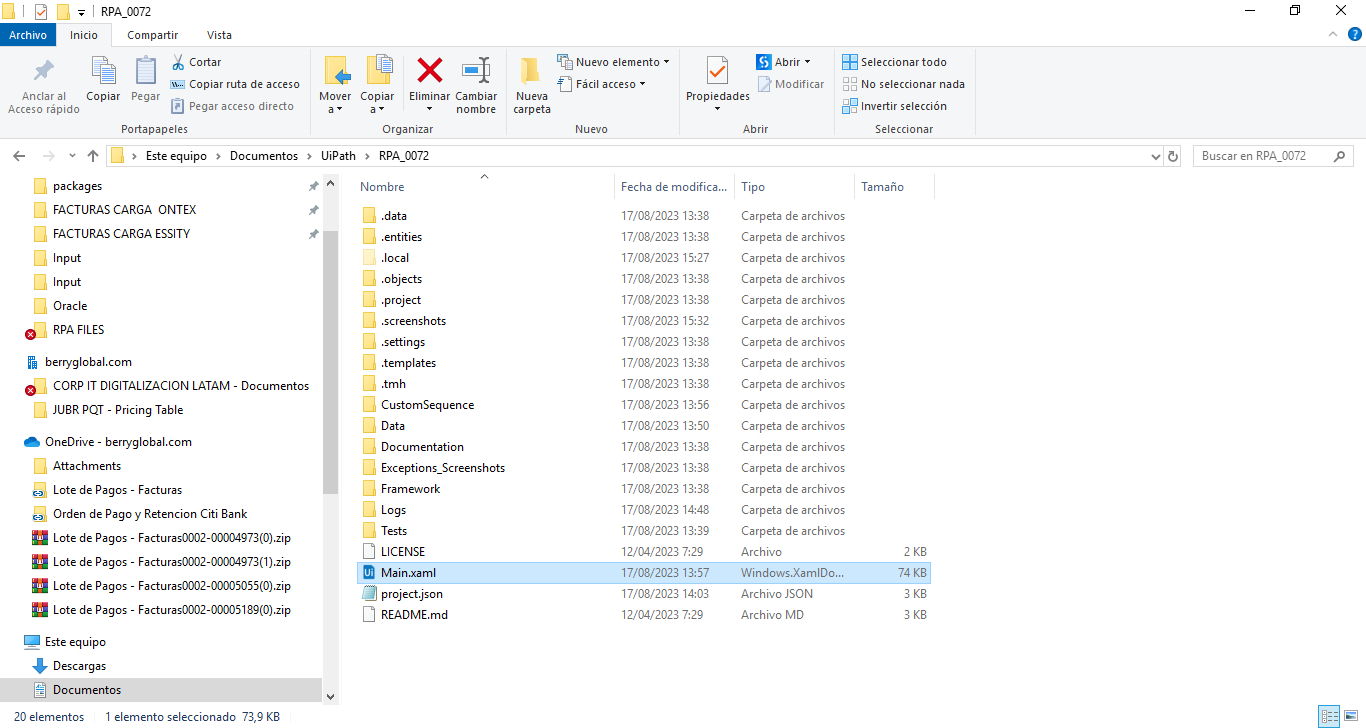 RPA_0072
Archivo Inicio Compartir Vista
Anclar al Acceso rápido
Copiar
Pegar
Cortar
Copiar ruta de acceso
Pegar acceso directo
Portapapeles
Mover a
Copiar a
Eliminar
Cambiar nombre
Organizar
Nueva carpeta
Nuevo elemento
Fácil acceso
Nuevo
Propiedades
Abrir
Modificar
Abrir
Seleccionar todo
No seleccionar nada
Invertir selección
Seleccionar
Este equipo > Documentos > UiPath > RPA_0072
Buscar en RPA_0072
packages
FACTURAS CARGA ONTEX
FACTURAS CARGA ESSITY
Input
Input
Oracle
RPA FILES
berryglobal.com
CORP IT DIGITALIZACION LATAM - Documentos
JUBR PQT - Pricing Table
OneDrive - berryglobal.com
Attachments
Lote de Pagos - Facturas
Orden de Pago y Retencion Citi Bank
Lote de Pagos - Facturas0002-00004973(0).zip
Lote de Pagos - Facturas0002-00004973(1).zip
Lote de Pagos - Facturas0002-00005055(0).zip
Lote de Pagos - Facturas0002-00005189(0).zip
Este equipo
Descargas
Documentos
Nombre Fecha de modifica... Tipo Tamaño
.data 17/08/2023 13:38 Carpeta de archivos
.entities 17/08/2023 13:38 Carpeta de archivos
.local 17/08/2023 15:27 Carpeta de archivos
.objects 17/08/2023 13:38 Carpeta de archivos
.project 17/08/2023 13:38 Carpeta de archivos
.screenshots 17/08/2023 15:32 Carpeta de archivos
.settings 17/08/2023 13:38 Carpeta de archivos
.templates 17/08/2023 13:38 Carpeta de archivos
.tmh 17/08/2023 13:38 Carpeta de archivos
CustomSequence 17/08/2023 13:56 Carpeta de archivos
Data 17/08/2023 13:50 Carpeta de archivos
Documentation 17/08/2023 13:38 Carpeta de archivos
Exceptions_Screenshots 17/08/2023 13:38 Carpeta de archivos
Framework 17/08/2023 13:38 Carpeta de archivos
Logs 17/08/2023 14:48 Carpeta de archivos
Tests 17/08/2023 13:39 Carpeta de archivos
LICENSE 12/04/2023 7:29 Archivo 2 KB
Main.xaml 17/08/2023 13:57 Windows.XamlDo... 74 KB
project.json 17/08/2023 14:03 Archivo JSON 3 KB
README.md 12/04/2023 7:29 Archivo MD 3 KB
20 elementos 1 elemento seleccionado 73,9 KB